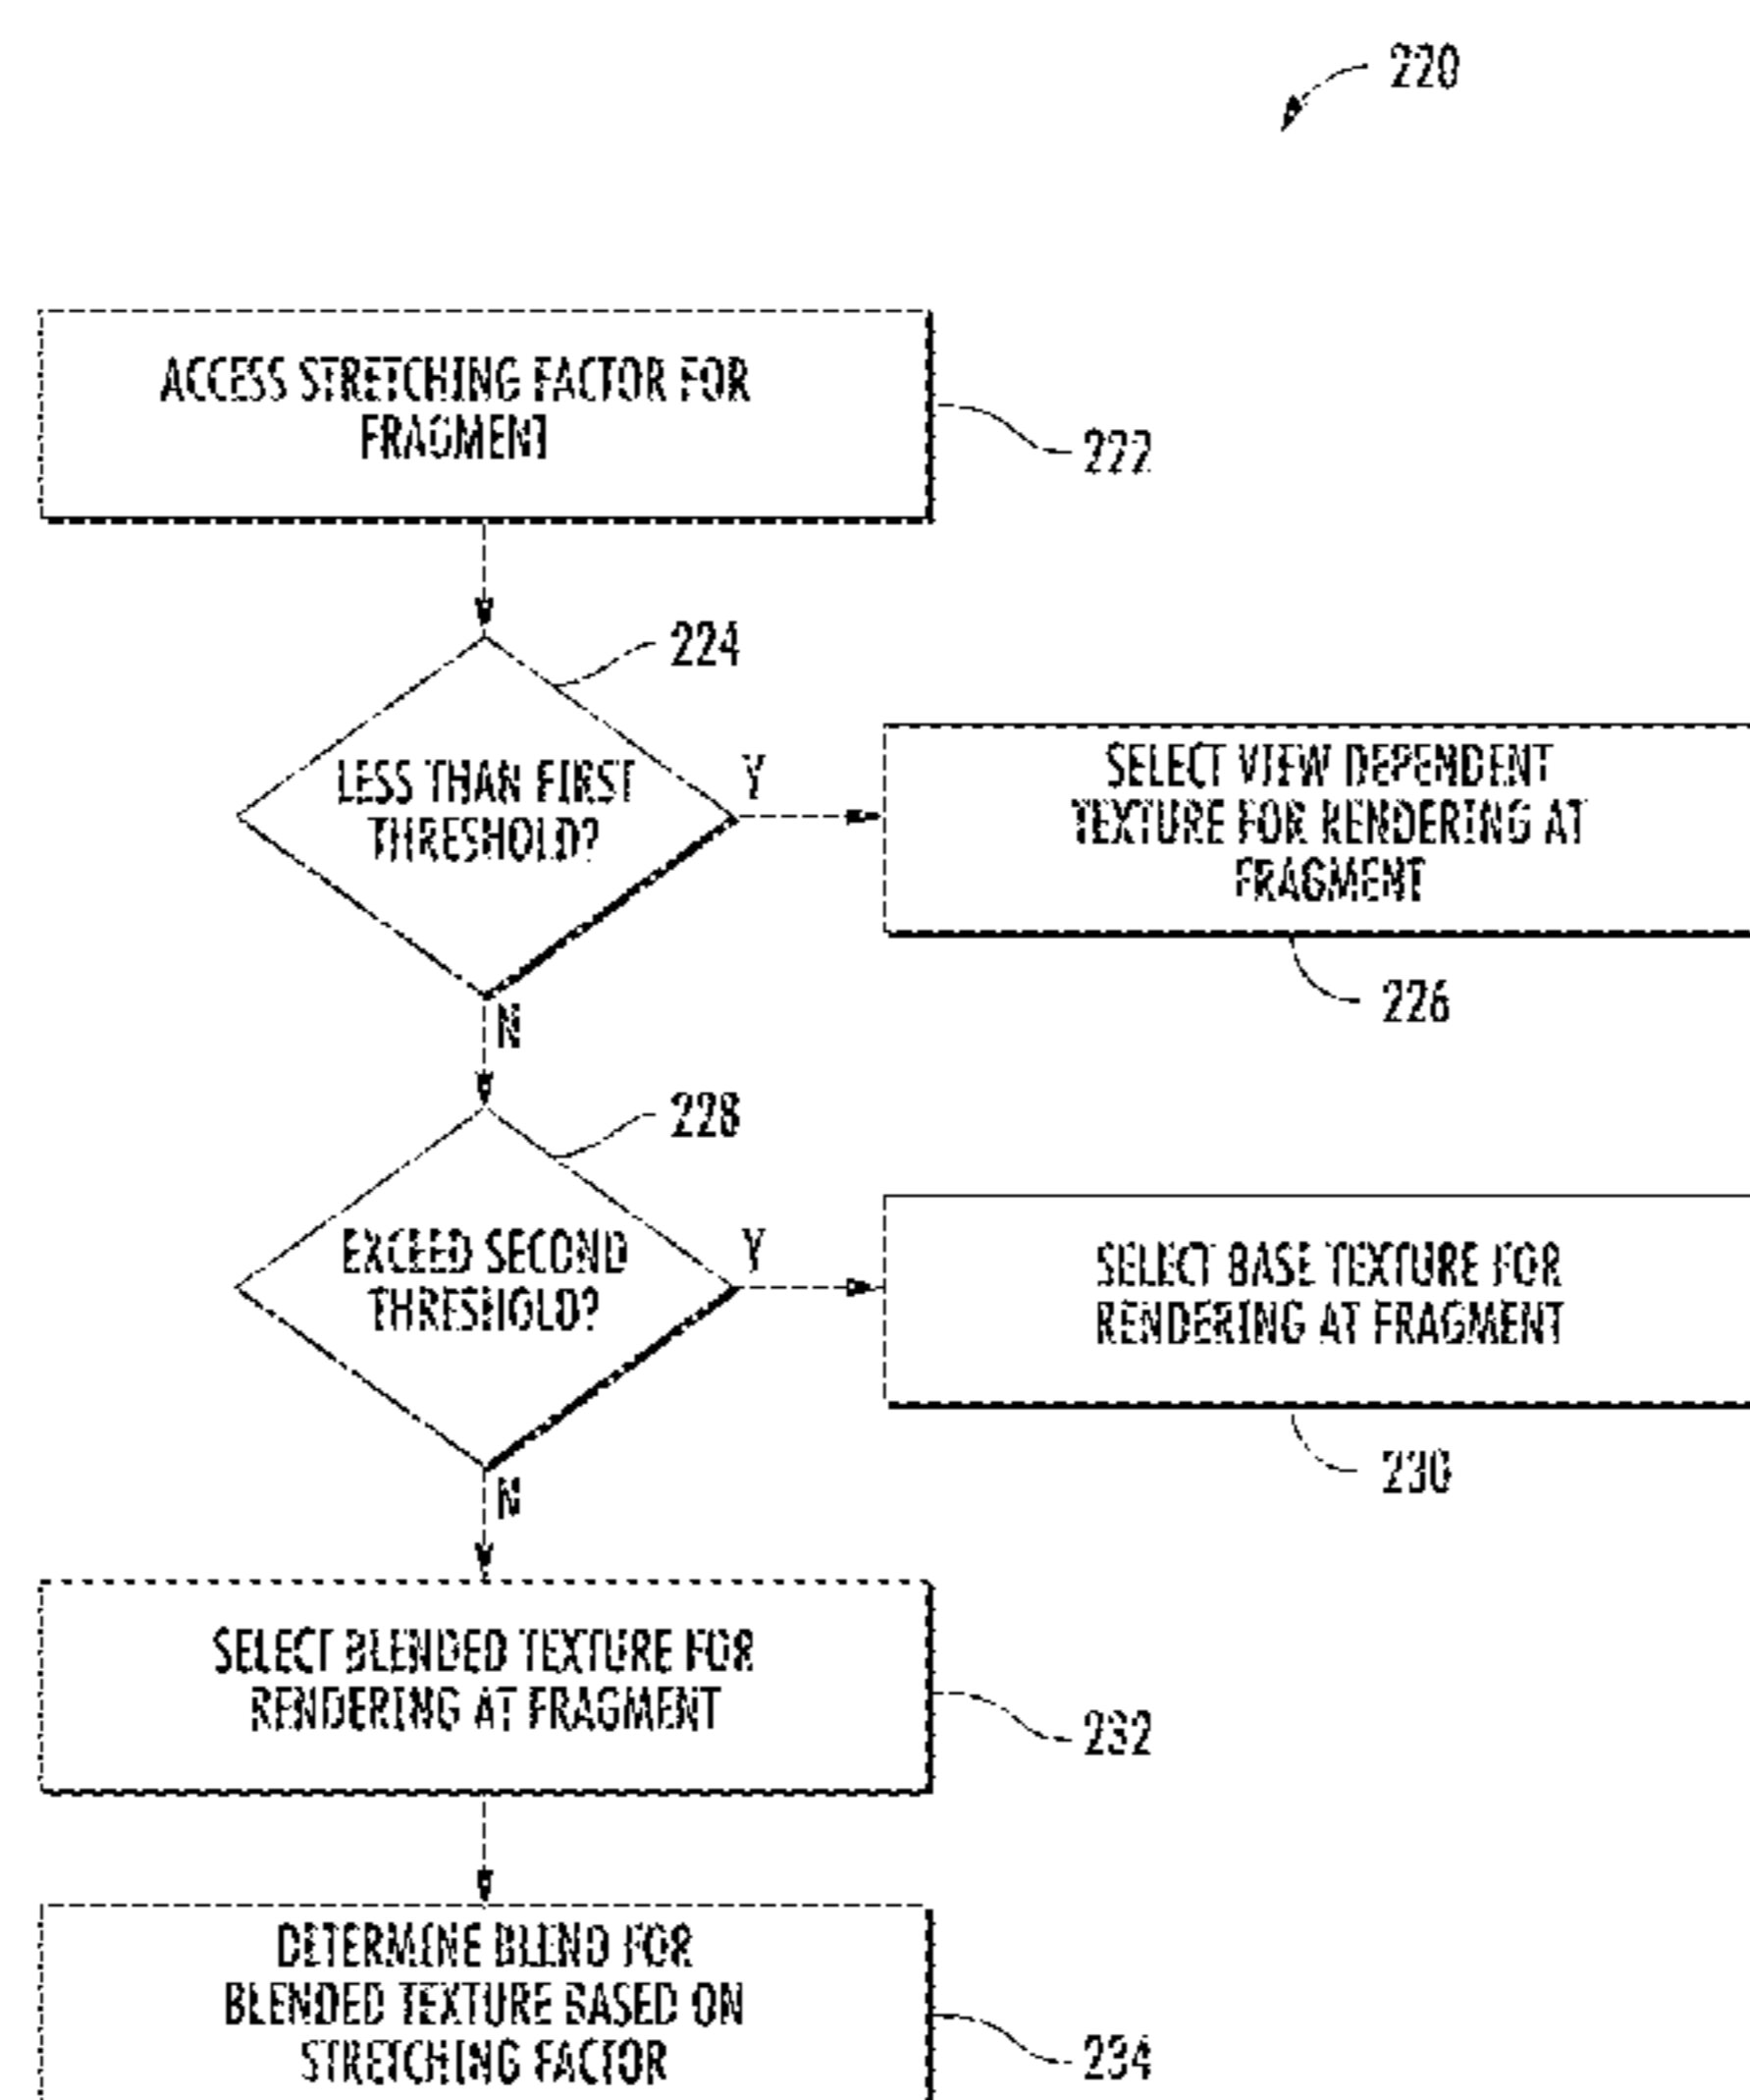 220
ACCESS STRETCHING FACTOR FOR
FRAGMENT
222
224
LESS THAN FIRST
THRESHOLD?
Y
SELECT VIEW DEPENDENT
TEXTURE FOR RENDERING AT
FRAGMENT
226
N
228
EXCEED SECOND
THRESHOLD?
Y
SELECT BASE TEXTURE FOR
RENDERING AT FRAGMENT
230
N
SELECT BLENDED TEXTURE FOR
RENDERING AT FRAGMENT
232
DETERMINE BLEND FOR
BLENDED TEXTURE BASED ON
STRETCHING FACTOR
234